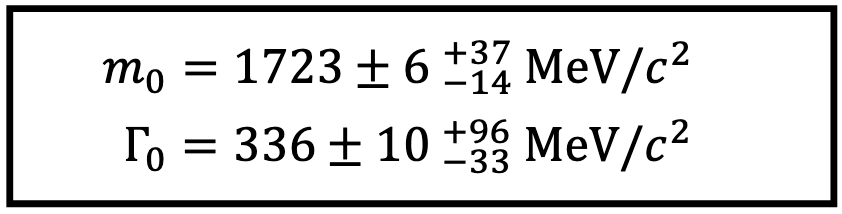 m₀ = 1723 ± 6 ⁺³⁷₋₁₄ MeV/c²
Γ₀ = 336 ± 10 ⁺⁹⁶₋₃₃ MeV/c²